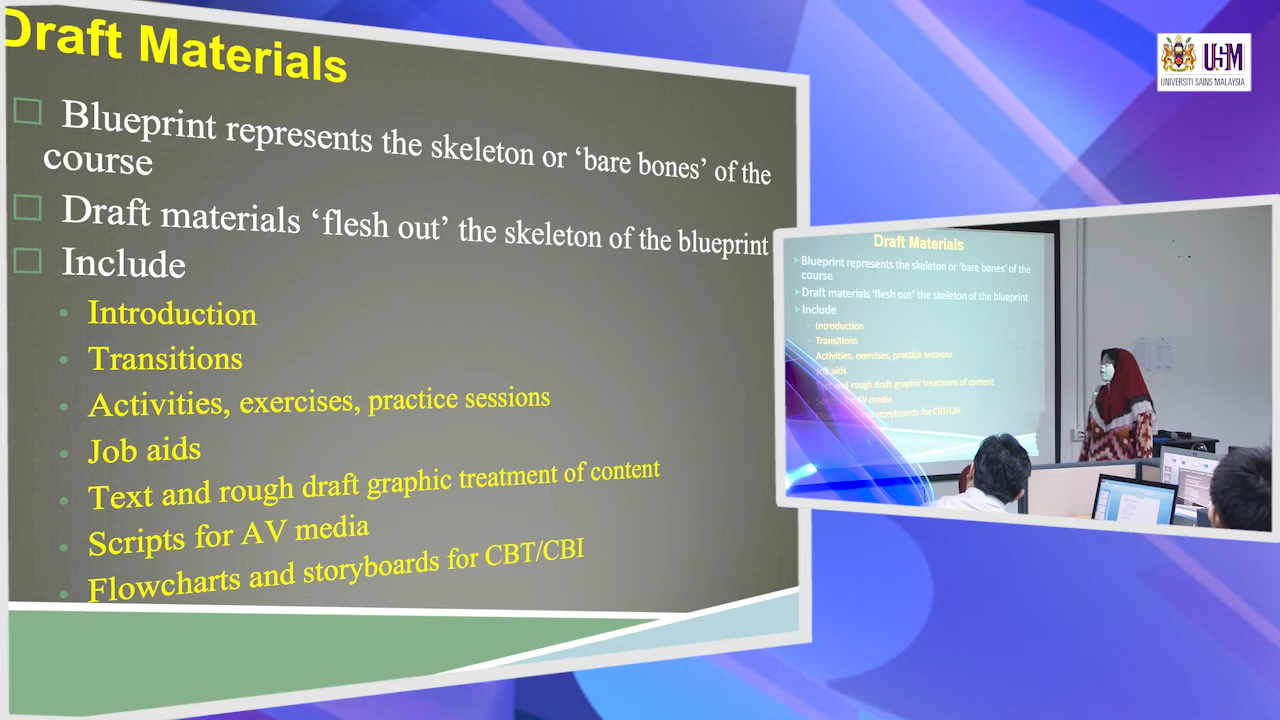 Draft Materials
Blueprint represents the skeleton or ‘bare bones’ of the
course
Draft materials ‘flesh out’ the skeleton of the blueprint
Include
Introduction
Transitions
Activities, exercises, practice sessions
Job aids
Text and rough draft graphic treatment of content
Scripts for AV media
Flowcharts and storyboards for CBT/CBI
USM
UNIVERSITI SAINS MALAYSIA
Draft Materials
Blueprint represents the skeleton or ‘bare bones’ of the
course
Draft materials ‘flesh out’ the skeleton of the blueprint
Include
Introduction
Transitions
Activities, exercises, practice sessions
Job aids
and rough draft graphic treatment of content
AV media
storyboards for CBT/CBI